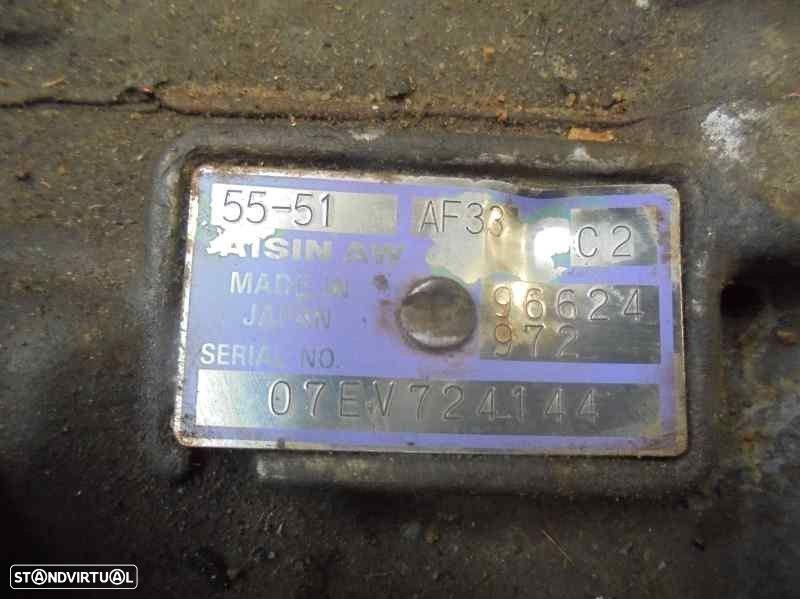 55-51 AF33 C2
AISIN AW
MADE IN
JAPAN
96624
972
SERIAL NO.
07EV724144
STANDVIRTUAL